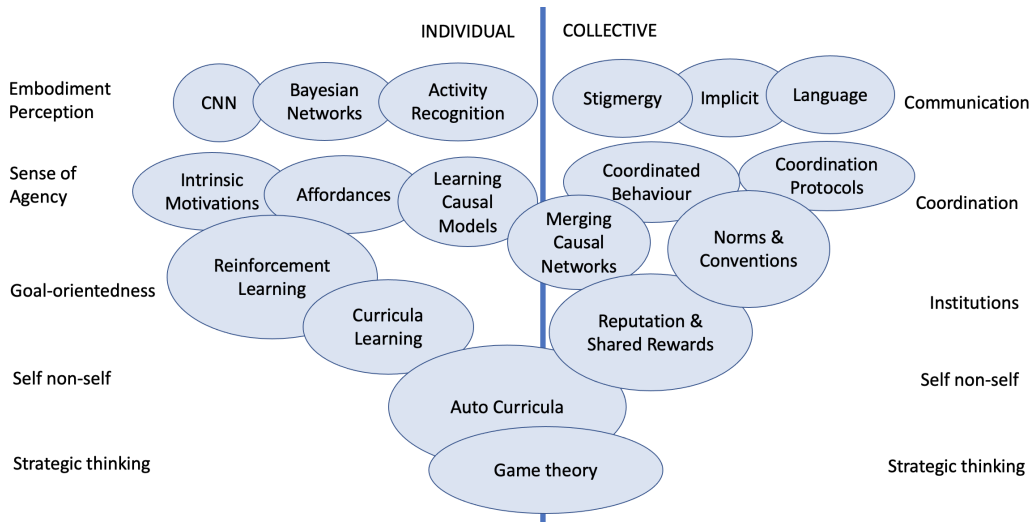 INDIVIDUAL
COLLECTIVE
Embodiment
Perception
CNN
Bayesian
Networks
Activity
Recognition
Stigmergy
Implicit
Language
Communication
Sense of
Agency
Intrinsic
Motivations
Affordances
Learning
Causal
Models
Coordinated
Behaviour
Coordination
Protocols
Coordination
Merging
Causal
Networks
Norms &
Conventions
Goal-orientedness
Reinforcement
Learning
Curricula
Learning
Reputation &
Shared Rewards
Institutions
Self non-self
Auto Curricula
Self non-self
Strategic thinking
Game theory
Strategic thinking